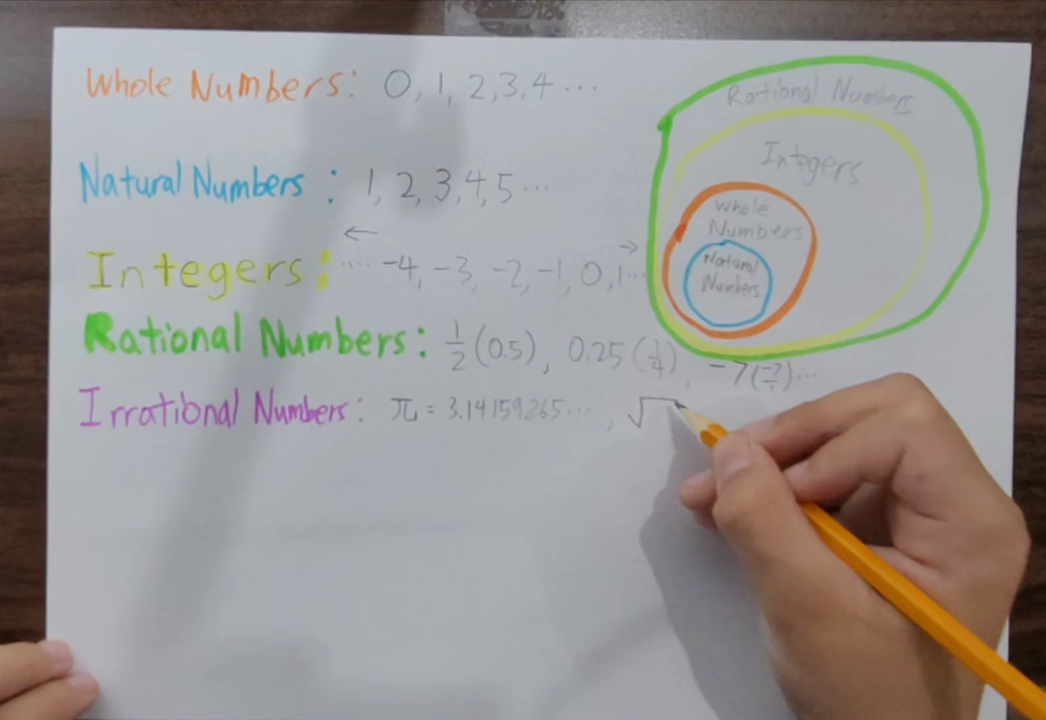 Whole Numbers: 0, 1, 2, 3, 4 ...
Natural Numbers : 1, 2, 3, 4, 5 ...
← →
Integers: .... -4, -3, -2, -1, 0, 1 ...
Rational Numbers: 1/2 (0.5), 0.25 (1/4), -7 (-7/1) ...
Irrational Numbers: π = 3.14159265..., √
Rational Numbers
Integers
Whole
Numbers
Natural
Numbers